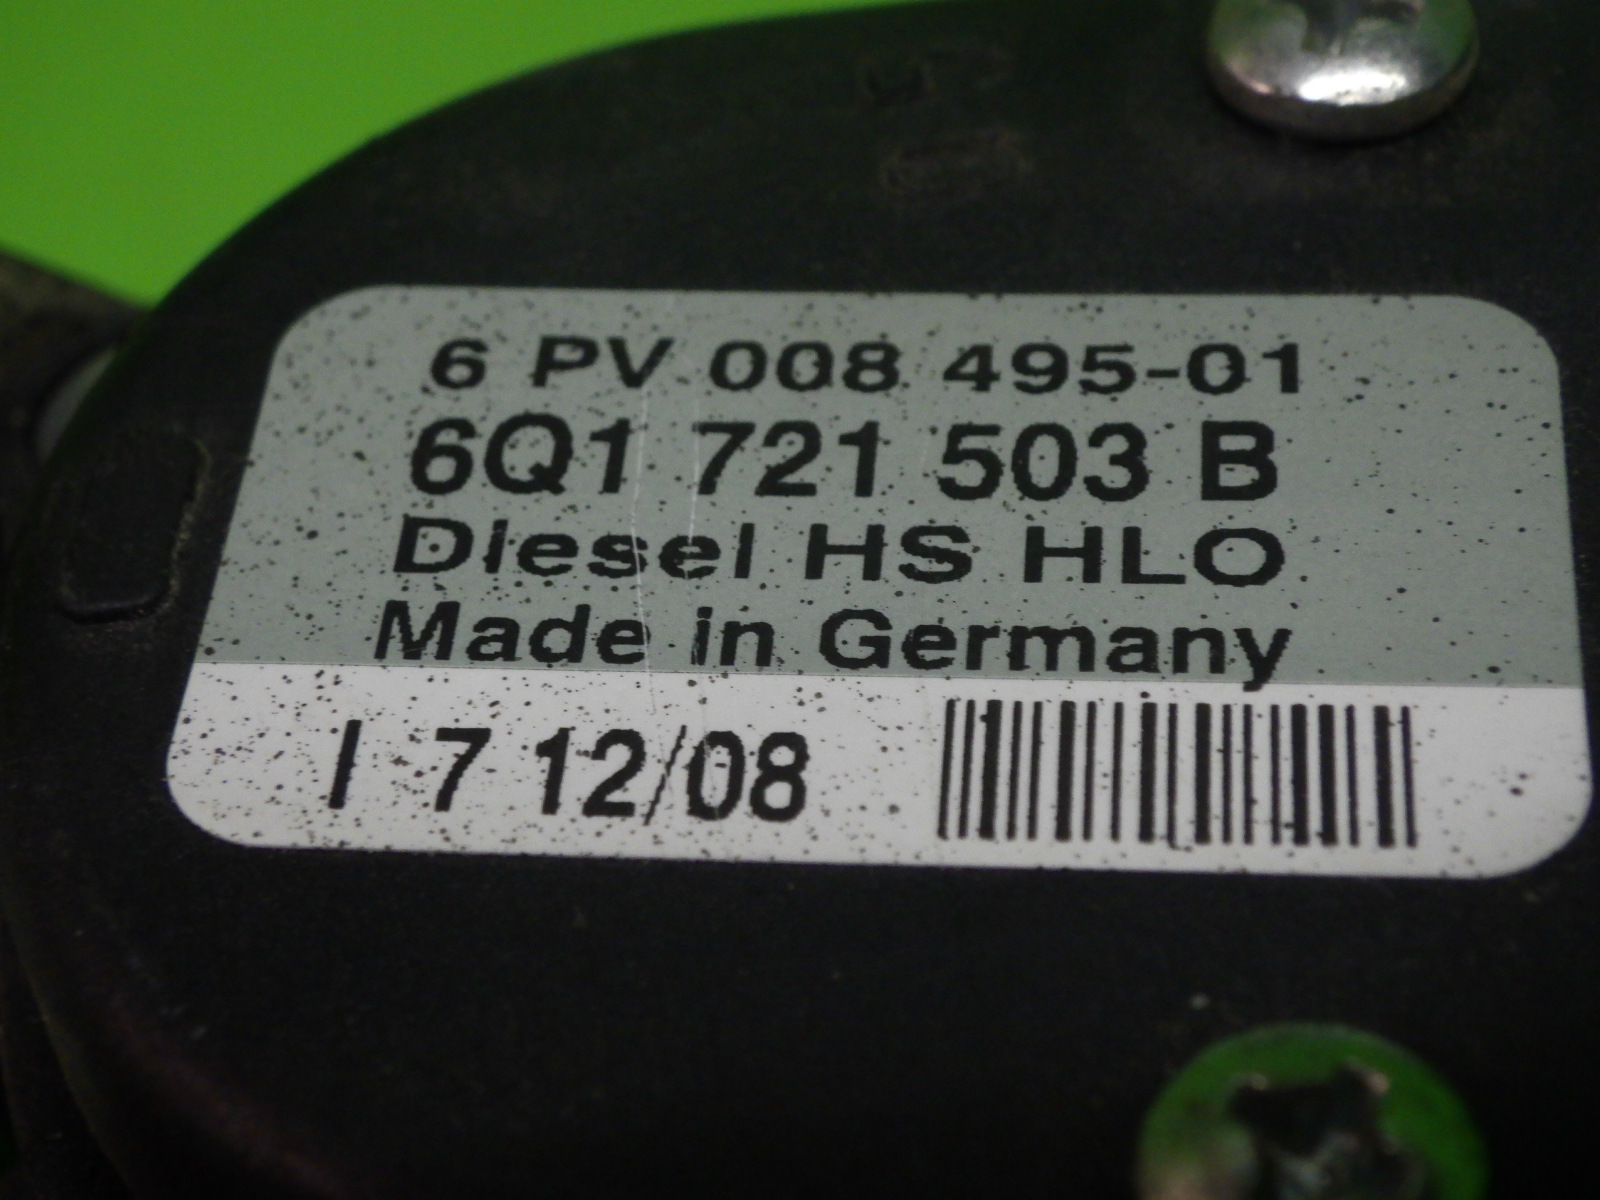 6 PV 008 495-01
6Q1 721 503 B
Diesel HS HLO
Made in Germany
I 7 12/08